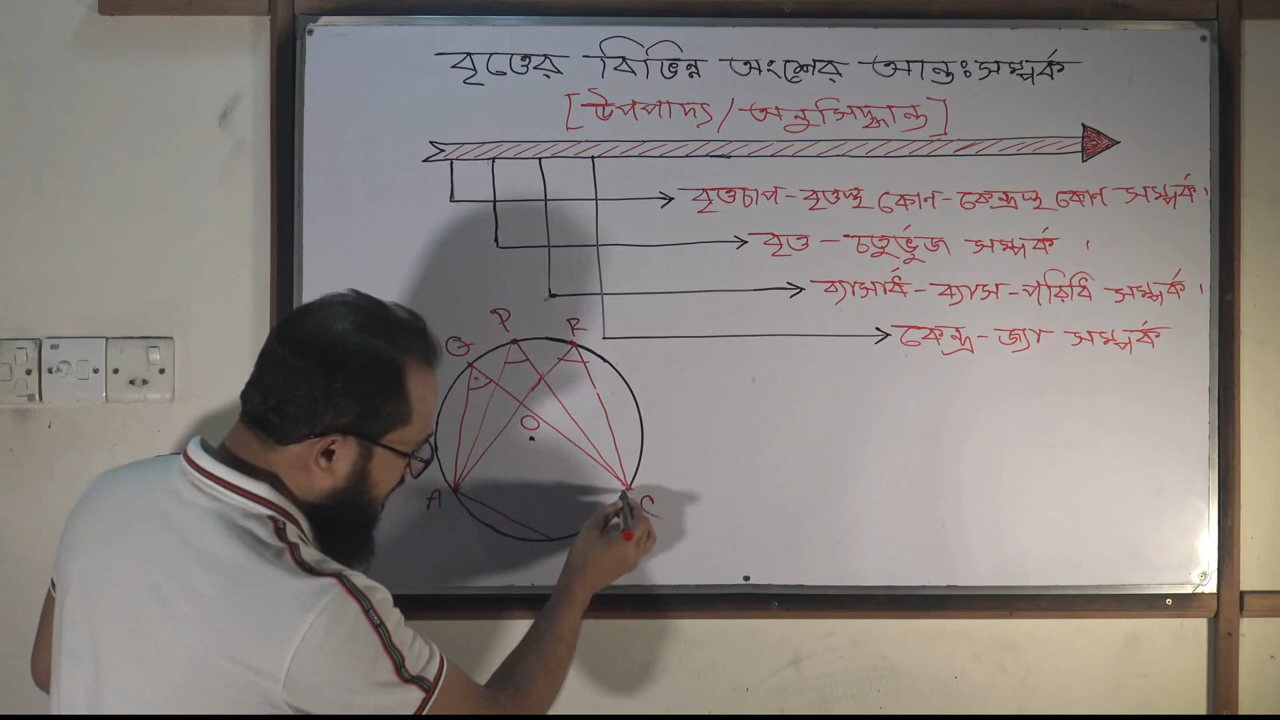 বৃত্তের বিভিন্ন অংশের আন্তঃসম্পর্ক
[উপপাদ্য/অনুসিদ্ধান্ত]
বৃত্তচাপ-বৃত্তস্থ কোণ-কেন্দ্রস্থ কোণ সম্পর্ক।
বৃত্ত-চতুর্ভুজ সম্পর্ক।
ব্যাসার্ধ-ব্যাস-পরিধি সম্পর্ক।
কেন্দ্র-জ্যা সম্পর্ক
P R
Q
O
A C